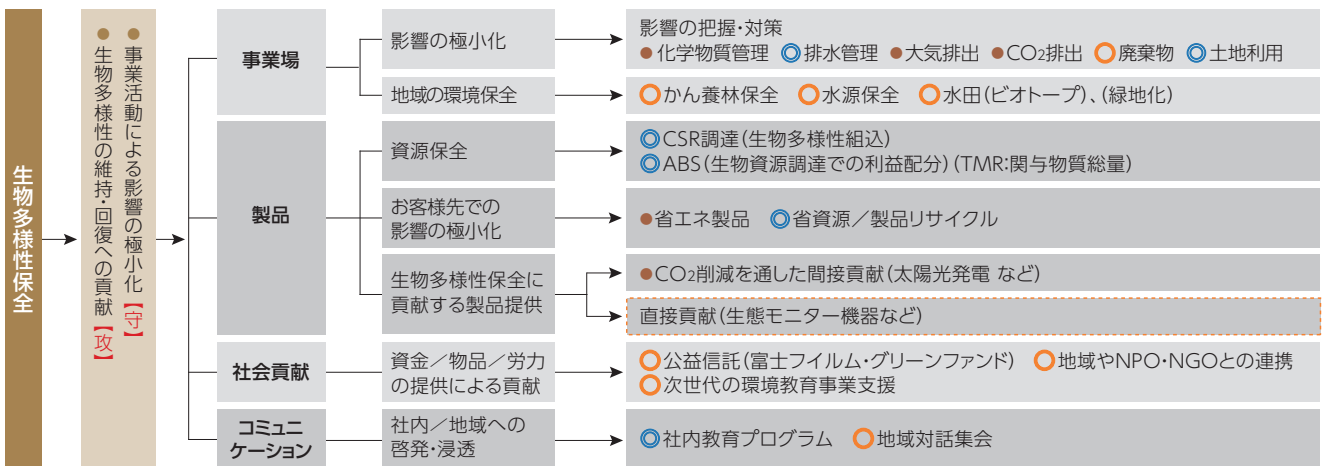 生物多様性保全
● 事業活動による影響の極小化【守】
● 生物多様性の維持・回復への貢献【攻】
事業場
影響の極小化
影響の把握・対策
●化学物質管理 ◎排水管理 ●大気排出 ●CO2排出 ○廃棄物 ◎土地利用
地域の環境保全
○かん養林保全 ○水源保全 ○水田(ビオトープ)、(緑地化)
製品
資源保全
◎CSR調達(生物多様性組込)
◎ABS(生物資源調達での利益配分)(TMR:関与物質総量)
お客様先での
影響の極小化
●省エネ製品 ◎省資源／製品リサイクル
生物多様性保全に
貢献する製品提供
●CO2削減を通した間接貢献(太陽光発電 など)
直接貢献(生態モニター機器など)
社会貢献
資金／物品／労力
の提供による貢献
○公益信託(富士フイルム・グリーンファンド) ○地域やNPO・NGOとの連携
○次世代の環境教育事業支援
コミュニ
ケーション
社内／地域への
啓発・浸透
◎社内教育プログラム ○地域対話集会